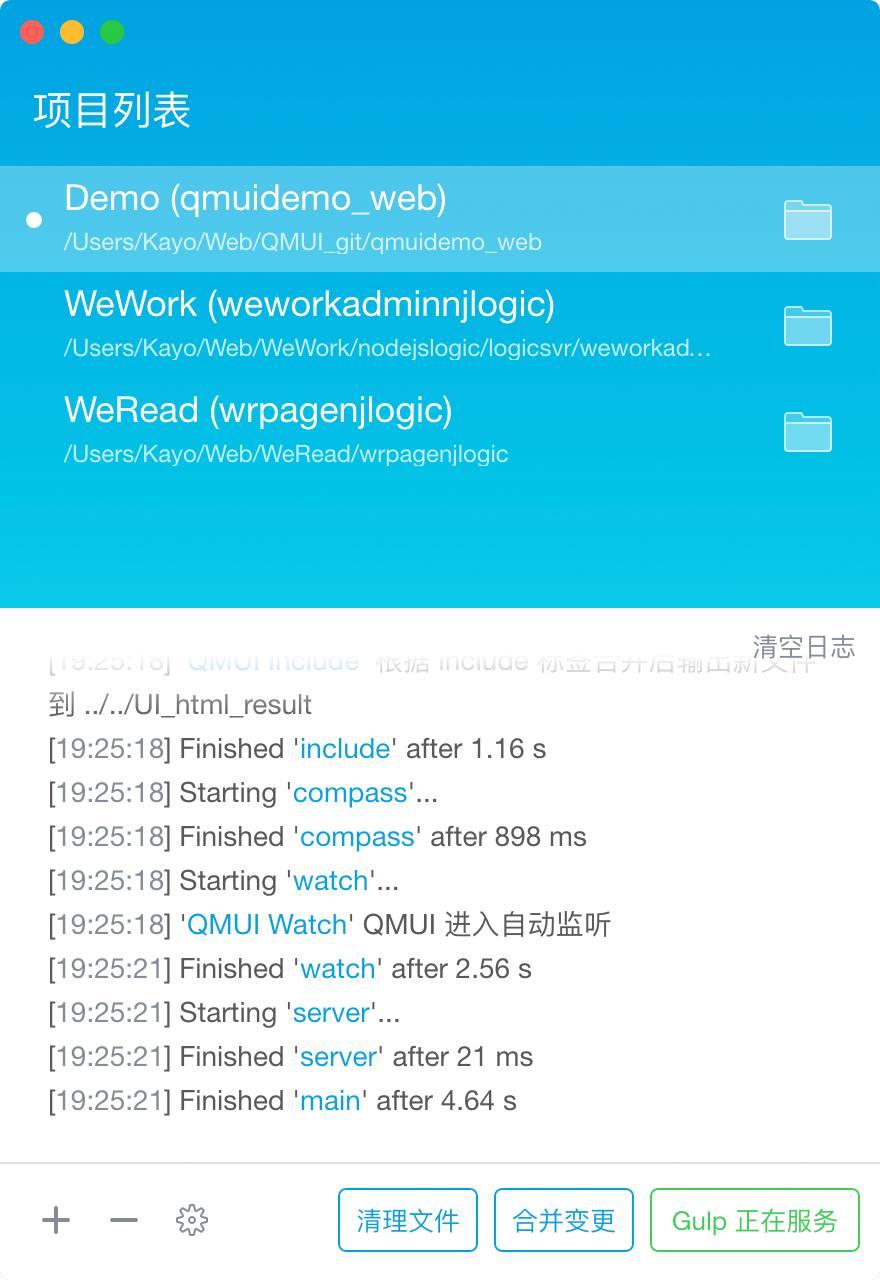 项目列表
Demo (qmuidemo_web)
/Users/Kayo/Web/QMUI_git/qmuidemo_web
WeWork (weworkadminnjlogic)
/Users/Kayo/Web/WeWork/nodejslogic/logicsvr/weworkad…
WeRead (wrpagenjlogic)
/Users/Kayo/Web/WeRead/wrpagenjlogic
清空日志
[19:25:18] 'QMUI Include' 根据 include 标签合并后输出新文件
到 ../../UI_html_result
[19:25:18] Finished 'include' after 1.16 s
[19:25:18] Starting 'compass'...
[19:25:18] Finished 'compass' after 898 ms
[19:25:18] Starting 'watch'...
[19:25:18] 'QMUI Watch' QMUI 进入自动监听
[19:25:21] Finished 'watch' after 2.56 s
[19:25:21] Starting 'server'...
[19:25:21] Finished 'server' after 21 ms
[19:25:21] Finished 'main' after 4.64 s
清理文件
合并变更
Gulp 正在服务